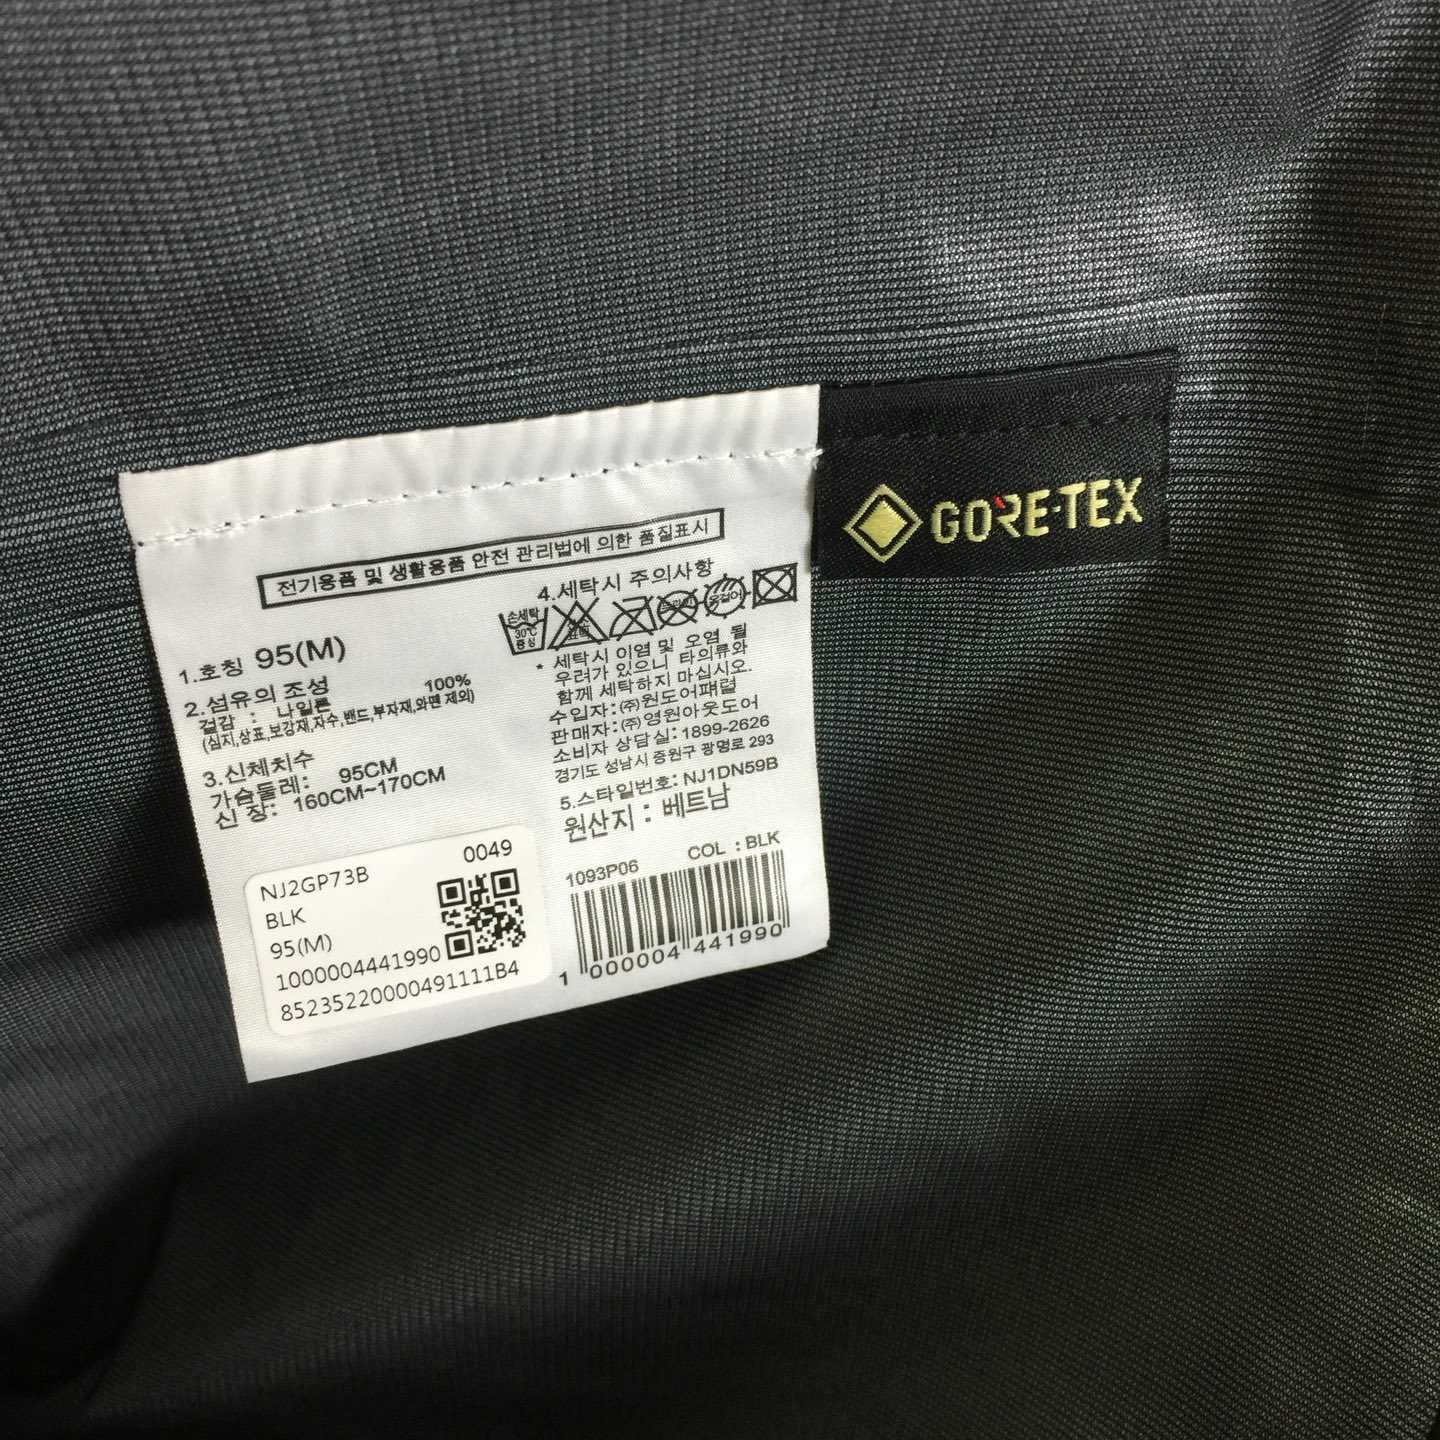 GORE-TEX
전기용품 및 생활용품 안전 관리법에 의한 품질표시
1.호칭 95(M)
2.섬유의 조성
겉감 : 나일론 100%
(심지,상표,보강재,자수,밴드,부자재,와펜 제외)
3.신체치수
가슴둘레: 95CM
신 장: 160CM~170CM
4.세탁시 주의사항
손세탁
30℃
중성
* 세탁시 이염 및 오염 될
우려가 있으니 타의류와
함께 세탁하지 마십시오.
수입자:(주)원도어패럴
판매자:(주)영원아웃도어
소비자 상담실:1899-2626
경기도 성남시 중원구 광명로 293
5.스타일번호: NJ1DN59B
원산지 : 베트남
1093P06 COL : BLK
1 000004 441990
0049
NJ2GP73B
BLK
95(M)
1000004441990
85235220000491111B4